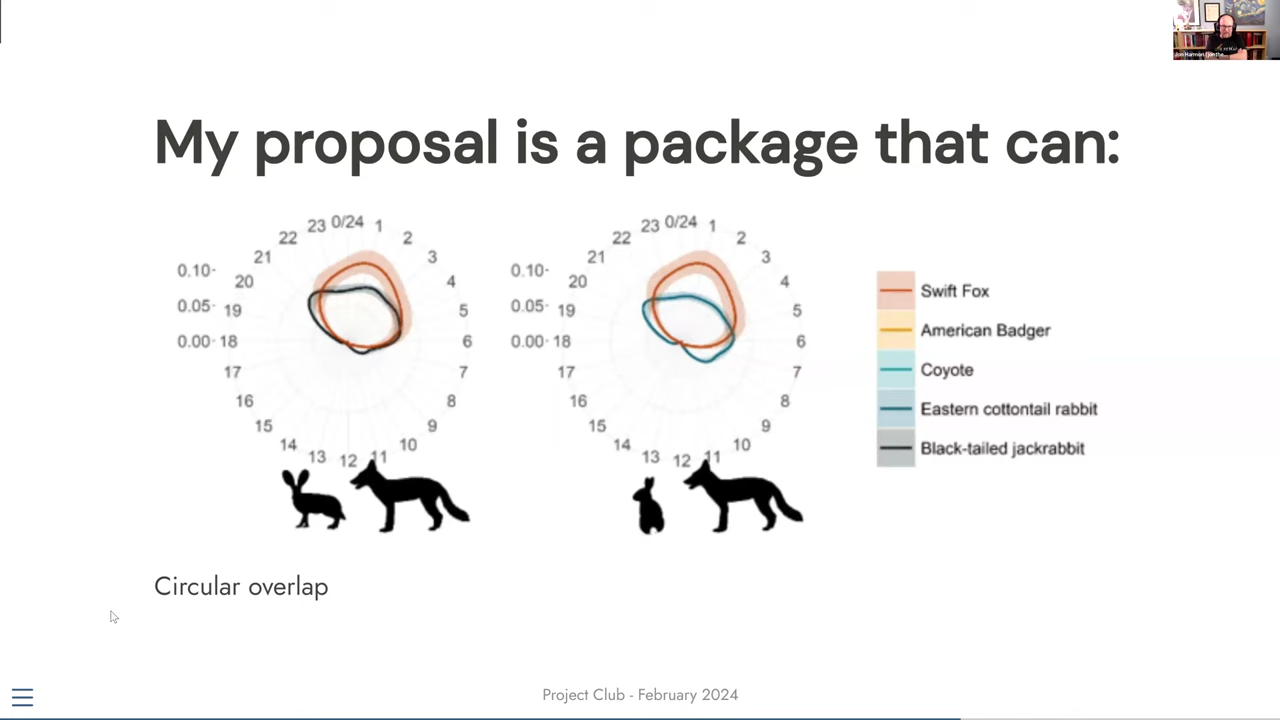 My proposal is a package that can:
23 0/24 1
22 2
21 3
0.10- 20 4
0.05- 19 5
0.00- 18 6
17 7
16 8
15 9
14 10
13 12 11
23 0/24 1
22 2
21 3
0.10- 20 4
0.05- 19 5
0.00- 18 6
17 7
16 8
15 9
14 10
13 12 11
Swift Fox
American Badger
Coyote
Eastern cottontail rabbit
Black-tailed jackrabbit
Circular overlap
Project Club - February 2024